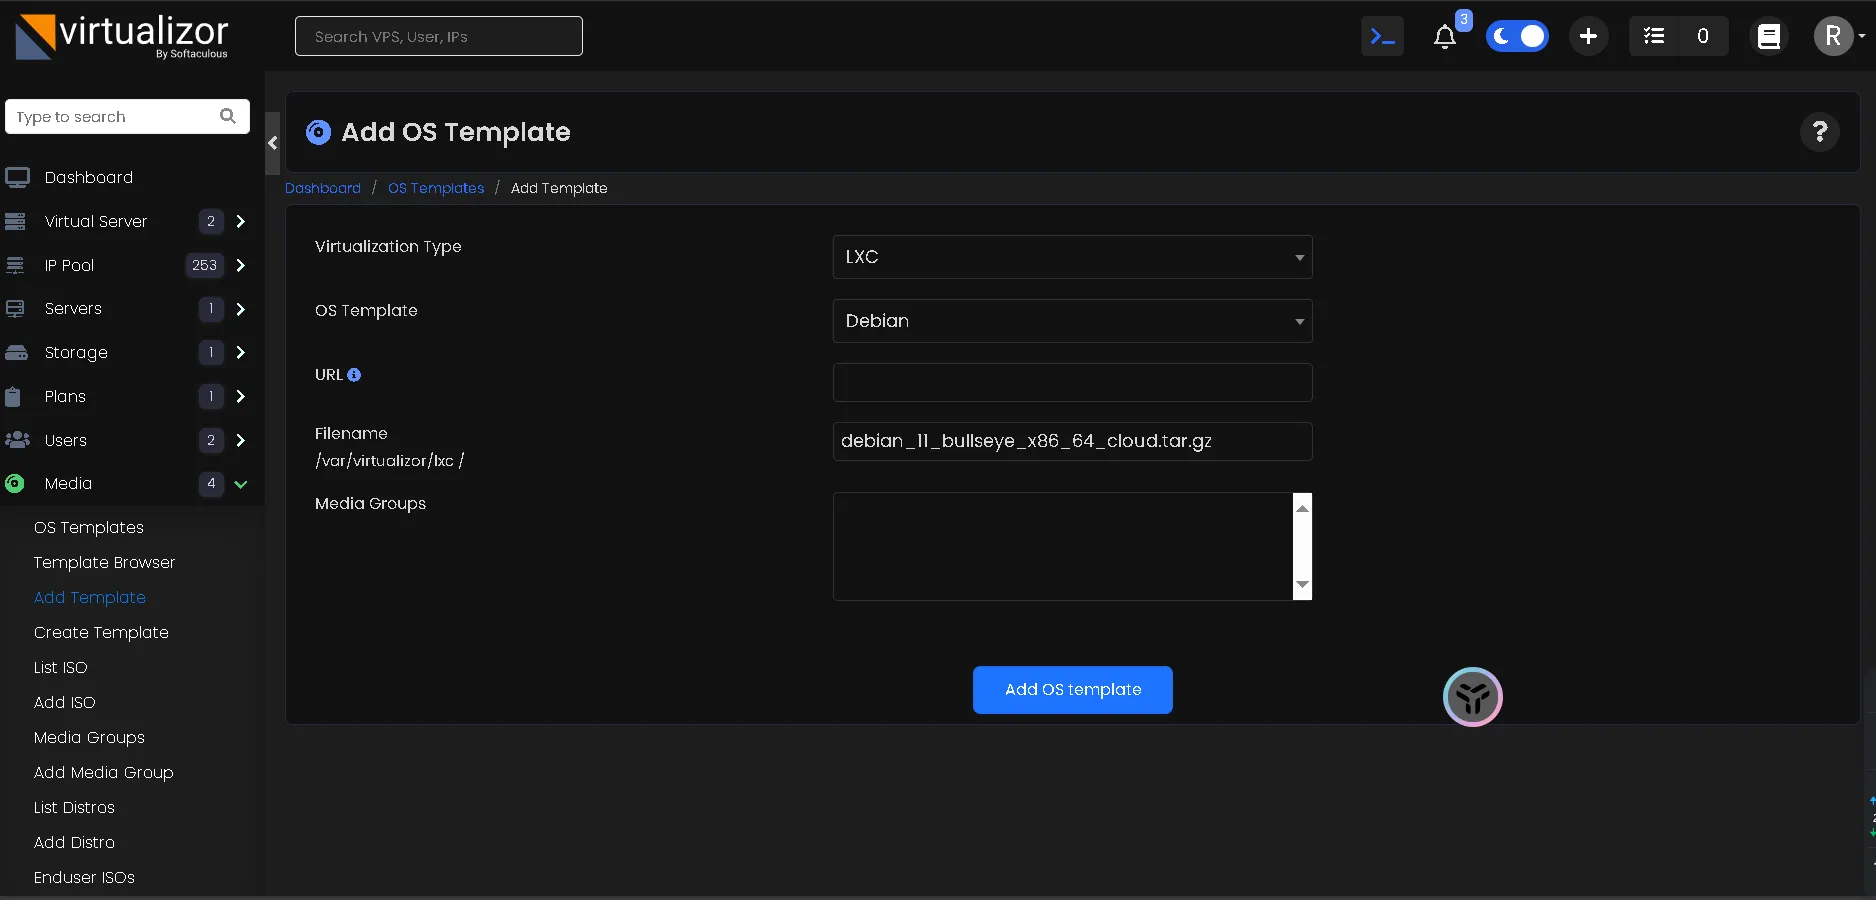 virtualizor
By Softaculous
Search VPS, User, IPs
3
0
R
Type to search
Dashboard
Virtual Server 2
IP Pool 253
Servers 1
Storage 1
Plans 1
Users 2
Media 4
OS Templates
Template Browser
Add Template
Create Template
List ISO
Add ISO
Media Groups
Add Media Group
List Distros
Add Distro
Enduser ISOs
Add OS Template
?
Dashboard / OS Templates / Add Template
Virtualization Type
LXC
OS Template
Debian
URL
Filename
/var/virtualizor/lxc /
debian_11_bullseye_x86_64_cloud.tar.gz
Media Groups
Add OS template